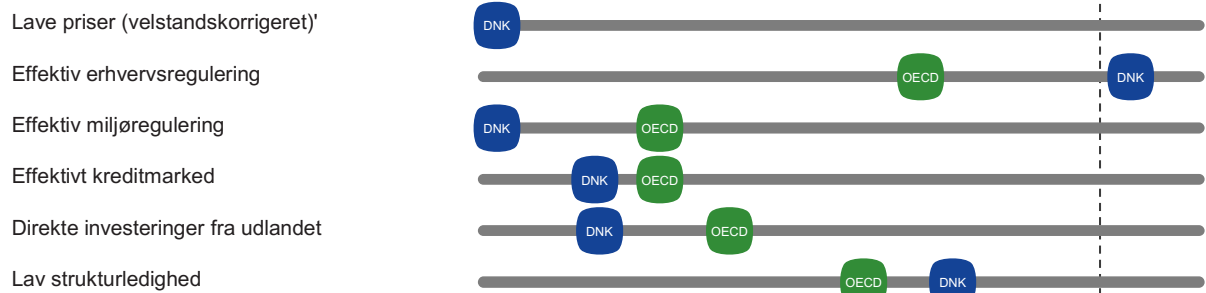 Lave priser (velstandskorrigeret)' DNK
Effektiv erhvervsregulering OECD DNK
Effektiv miljøregulering DNK OECD
Effektivt kreditmarked DNK OECD
Direkte investeringer fra udlandet DNK OECD
Lav strukturledighed OECD DNK